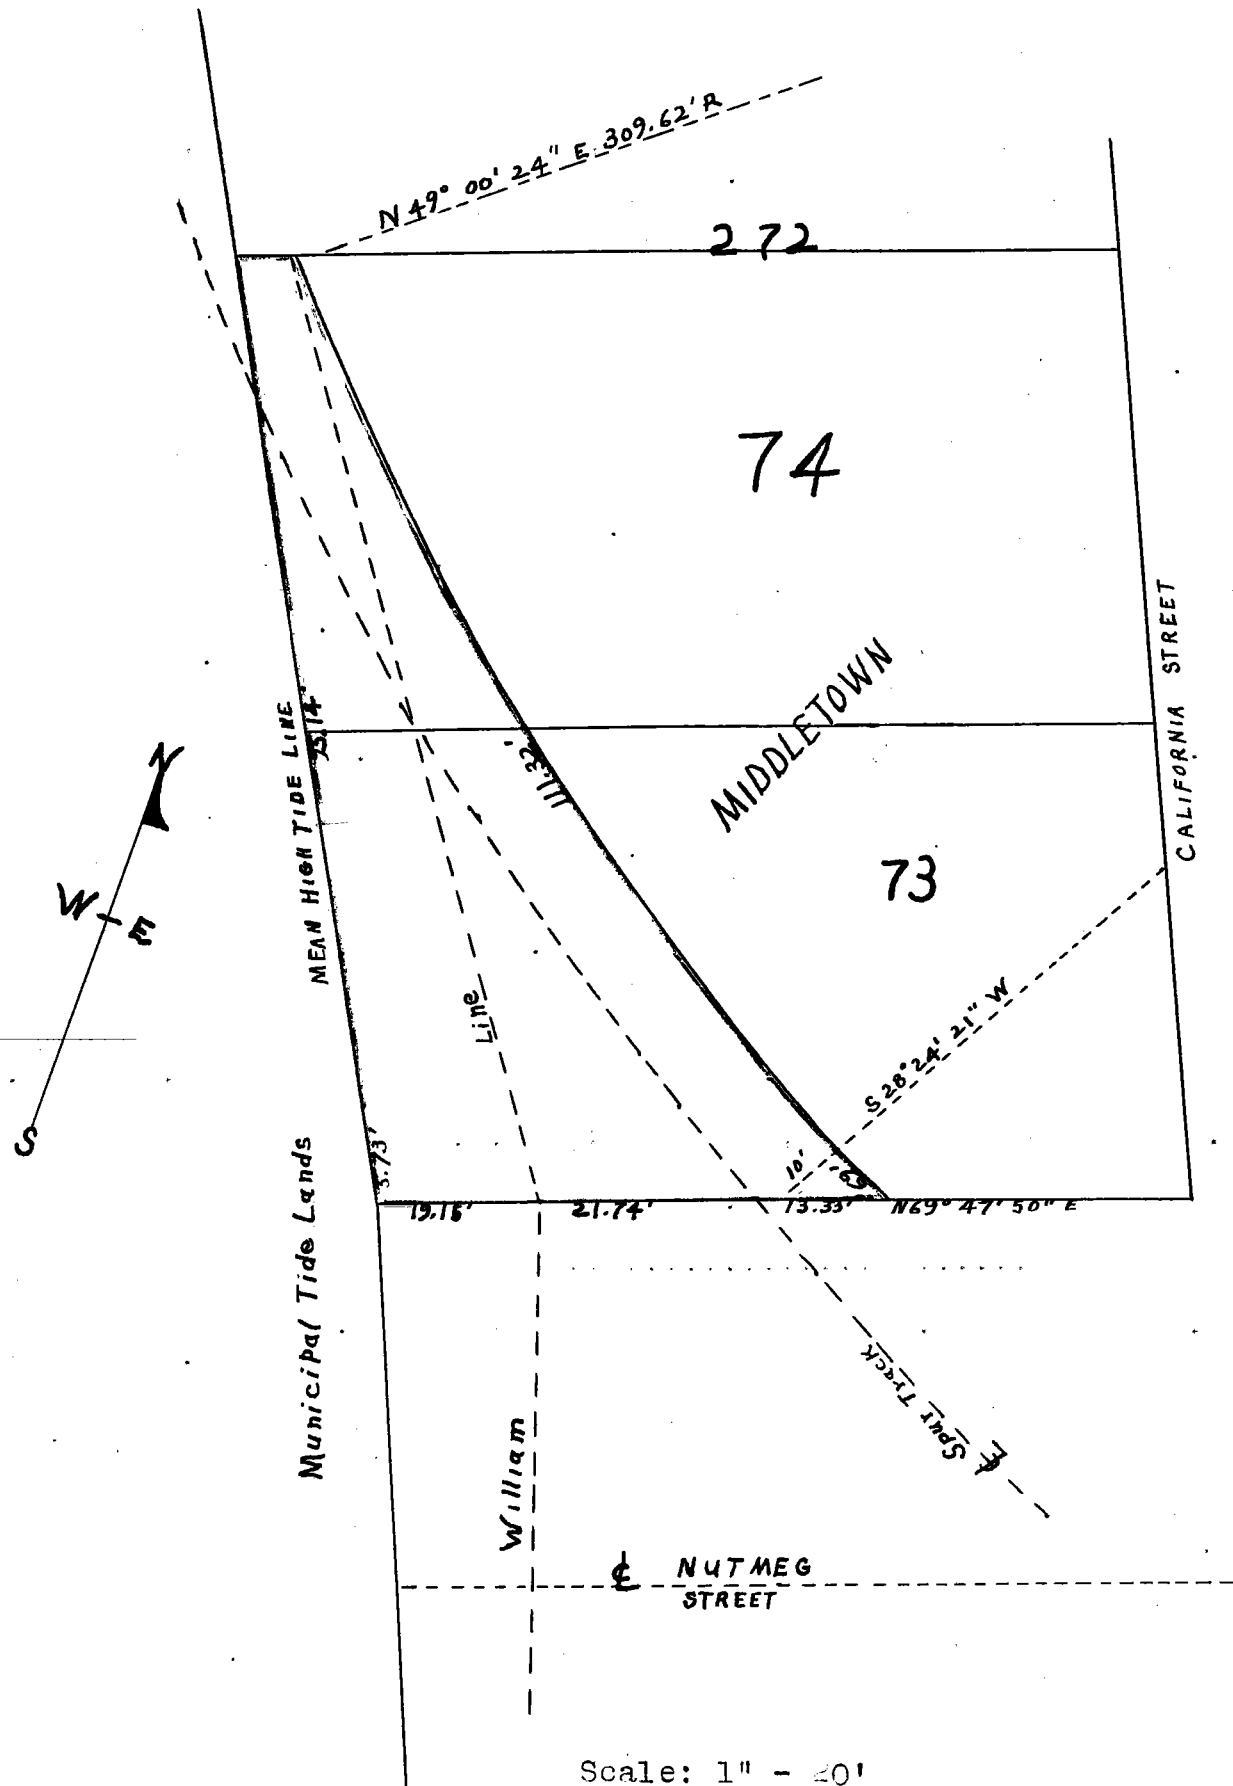 N 49° 00' 24" E 309.62' R
272
74
MIDDLETOWN
CALIFORNIA STREET
MEAN HIGH TIDE LINE
111.32'
73
N
W
E
S
Line
S 28° 24' 21" W
10'
3.73'
19.15'
21.74'
13.33'
N69° 47' 50" E
Municipal Tide Lands
William
℄ Spur Track
℄ NUTMEG
STREET
Scale: 1" -